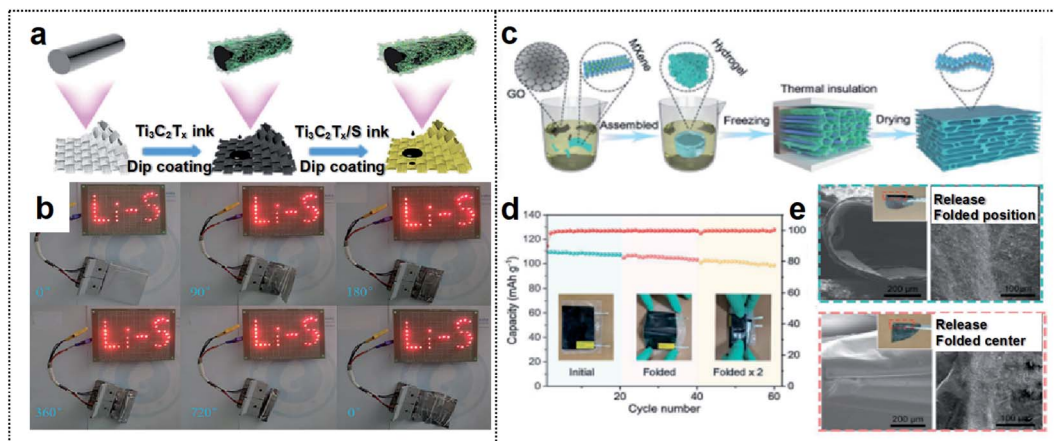 a
Ti₃C₂Tₓ ink
Dip coating
Ti₃C₂Tₓ/S ink
Dip coating
b
Li-S
Li-S
Li-S
0°
90°
180°
Li-S
Li-S
Li-S
360°
720°
0°
c
GO
MXene
Hydrogel
Assembled
Freezing
Thermal insulation
Drying
d
Capacity (mAh g⁻¹)
140
120
100
80
60
40
20
0
100
80
60
40
20
0
Initial
Folded
Folded x 2
0
20
40
60
Cycle number
e
Release
Folded position
200 μm
100μm
Release
Folded center
200 μm
100 μm